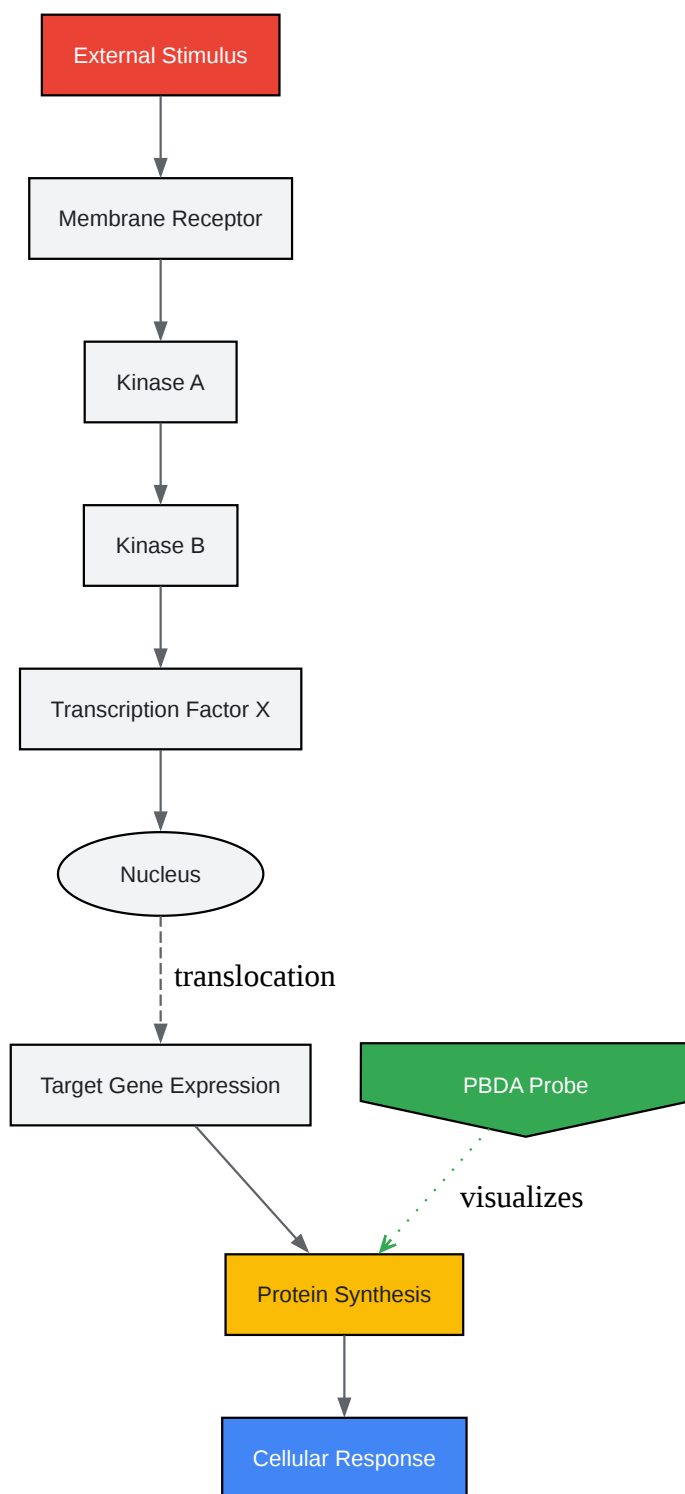 External Stimulus
Membrane Receptor
Kinase A
Kinase B
Transcription Factor X
Nucleus
translocation
Target Gene Expression
PBDA Probe
visualizes
Protein Synthesis
Cellular Response